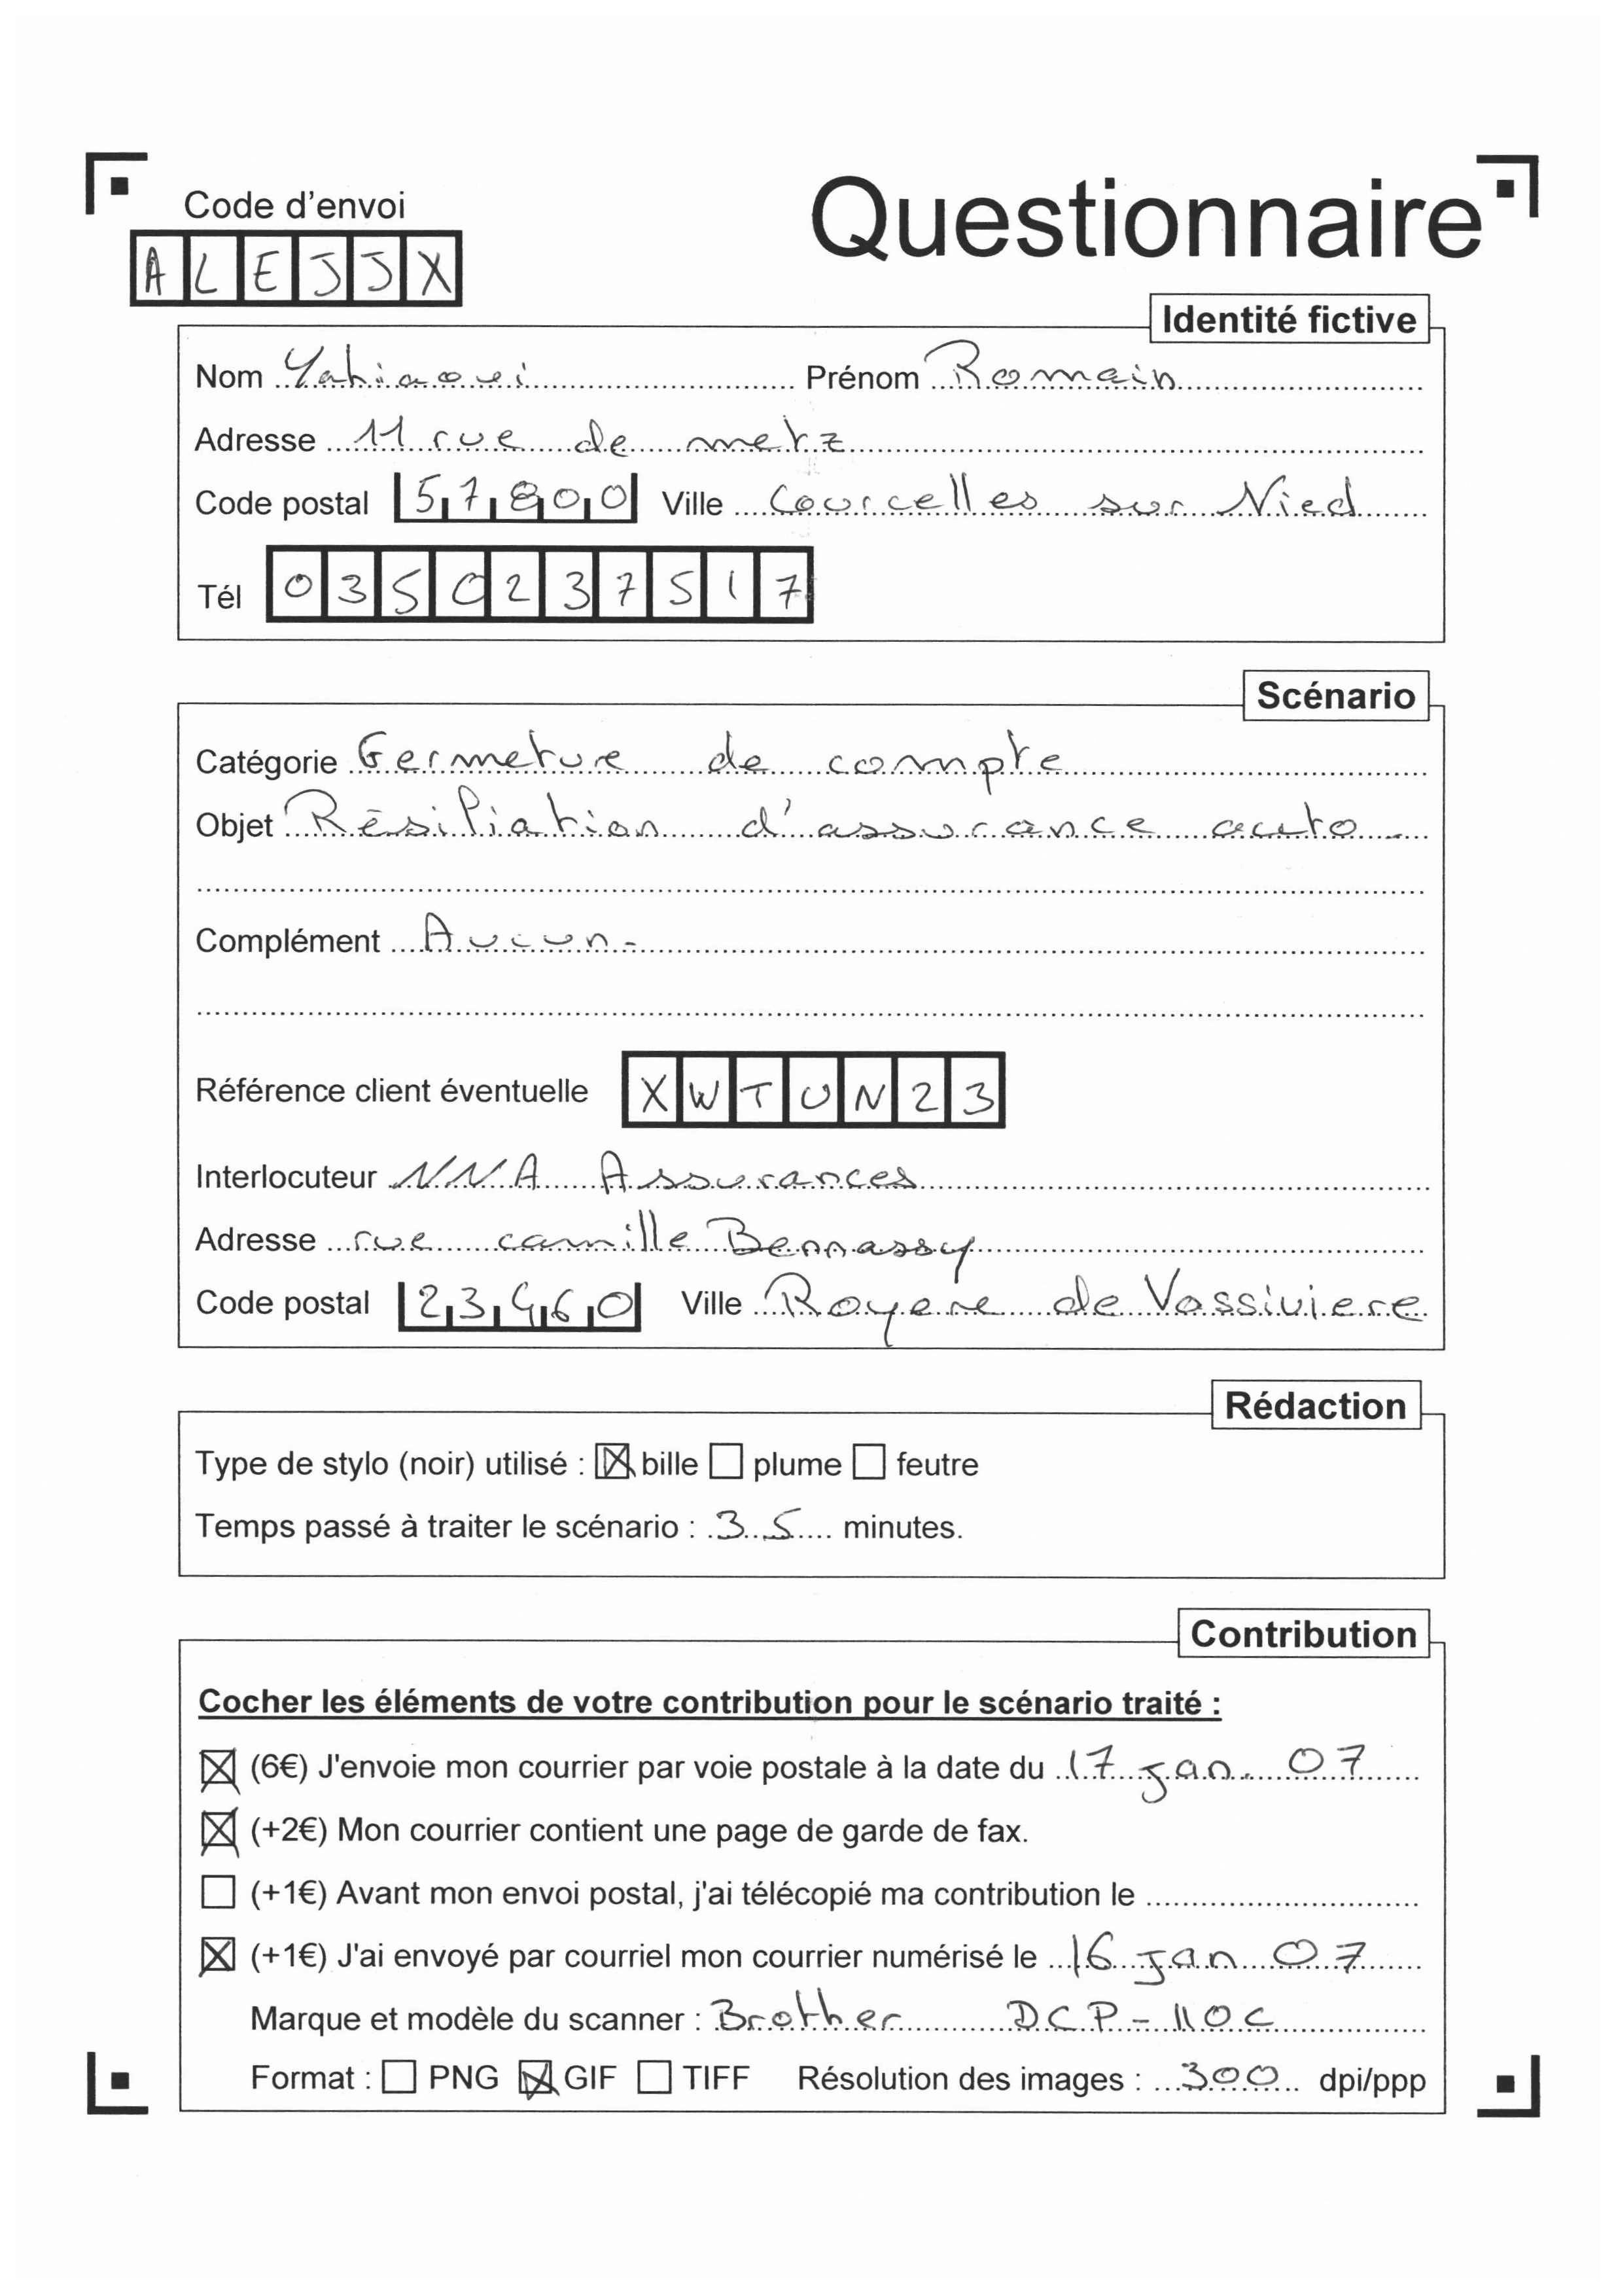 Code d'envoi
Questionnaire
ALEJJX
Identité fictive
Nom Yahiaoui Prénom Romain
Adresse 11 rue de metz
Code postal 57800 Ville Courcelles sur Nied
Tél 0350237517
Scénario
Catégorie Fermeture de compte
Objet Résiliation d'assurance auto
Complément Aucun.
Référence client éventuelle XWTUN23
Interlocuteur NNA Assurances
Adresse rue camille Bennassy
Code postal 23460 Ville Royere de Vassiviere
Rédaction
Type de stylo (noir) utilisé : ☒ bille ☐ plume ☐ feutre
Temps passé à traiter le scénario : 35 minutes.
Contribution
Cocher les éléments de votre contribution pour le scénario traité :
☒ (6€) J'envoie mon courrier par voie postale à la date du 17 jan. 07
☒ (+2€) Mon courrier contient une page de garde de fax.
☐ (+1€) Avant mon envoi postal, j'ai télécopié ma contribution le
☒ (+1€) J'ai envoyé par courriel mon courrier numérisé le 16 jan 07
Marque et modèle du scanner : Brother DCP-110C
Format : ☐ PNG ☒ GIF ☐ TIFF Résolution des images : 300 dpi/ppp